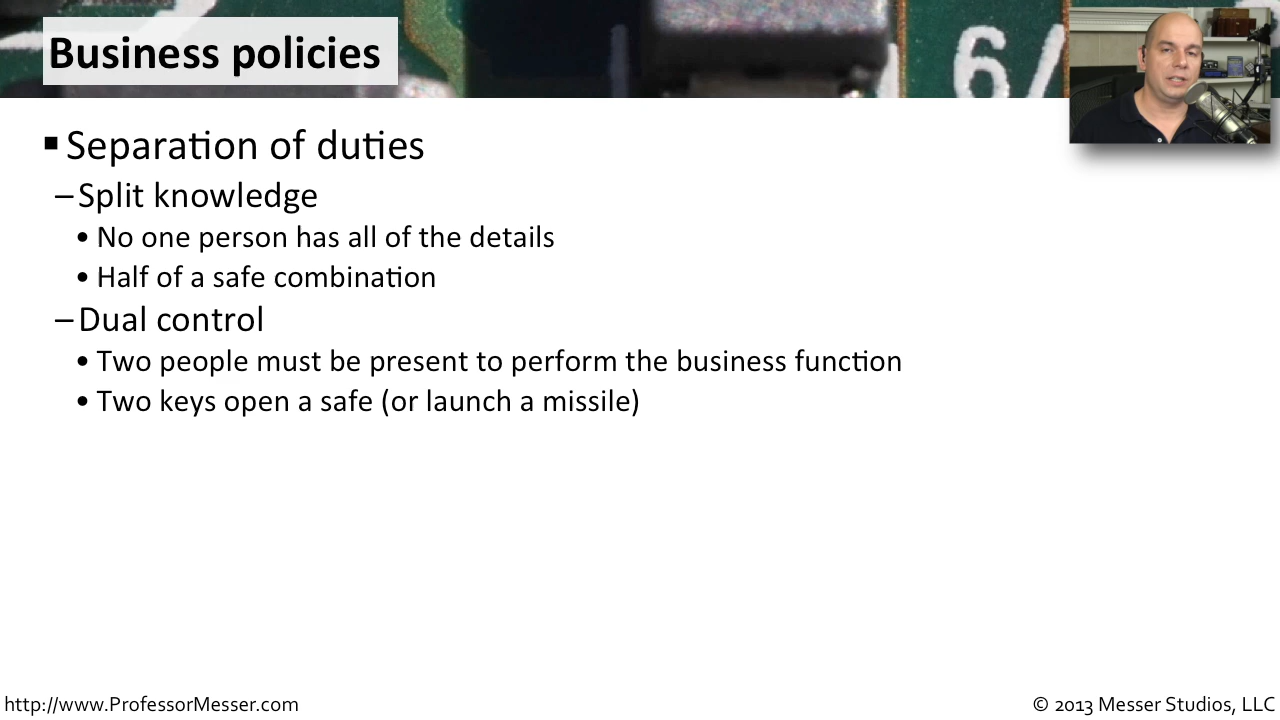 Business policies
6/
▪ Separation of duties
– Split knowledge
• No one person has all of the details
• Half of a safe combination
– Dual control
• Two people must be present to perform the business function
• Two keys open a safe (or launch a missile)
http://www.ProfessorMesser.com
© 2013 Messer Studios, LLC